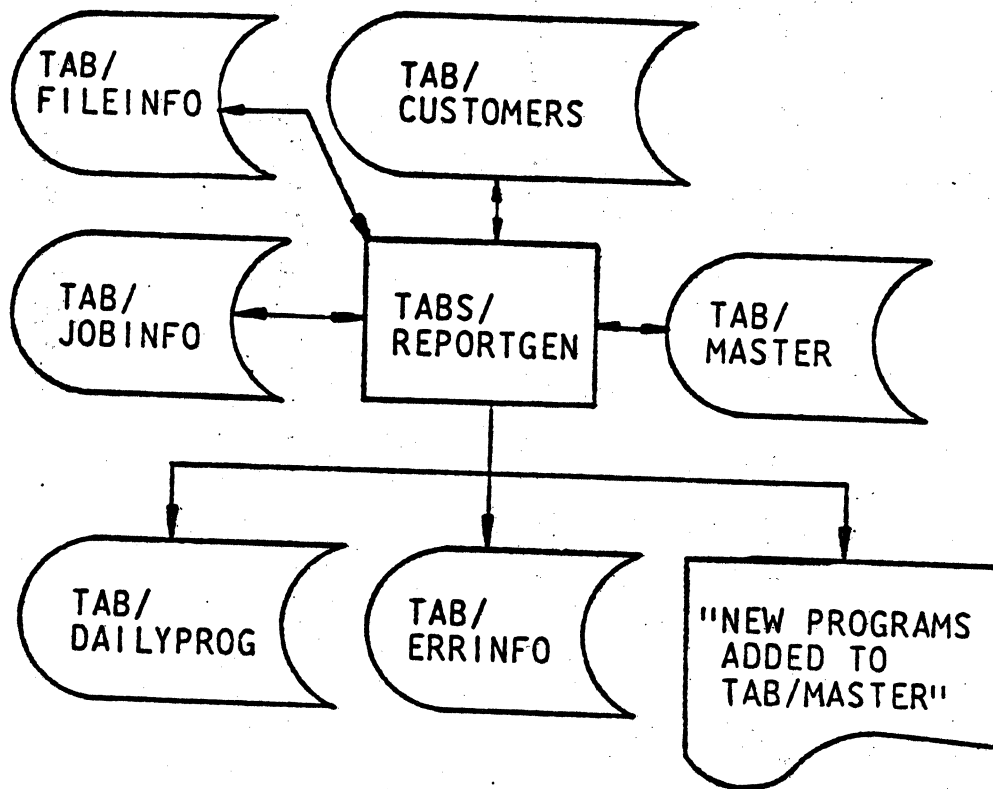 TAB/
FILEINFO
TAB/
CUSTOMERS
TAB/
JOBINFO
TABS/
REPORTGEN
TAB/
MASTER
TAB/
DAILYPROG
TAB/
ERRINFO
"NEW PROGRAMS
ADDED TO
TAB/MASTER"